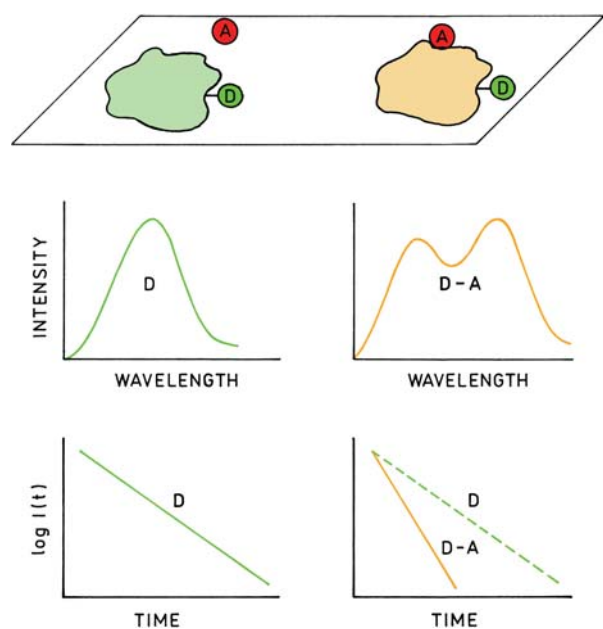 A
A
D
D
INTENSITY
D
D-A
WAVELENGTH
WAVELENGTH
log I(t)
D
D
D-A
TIME
TIME